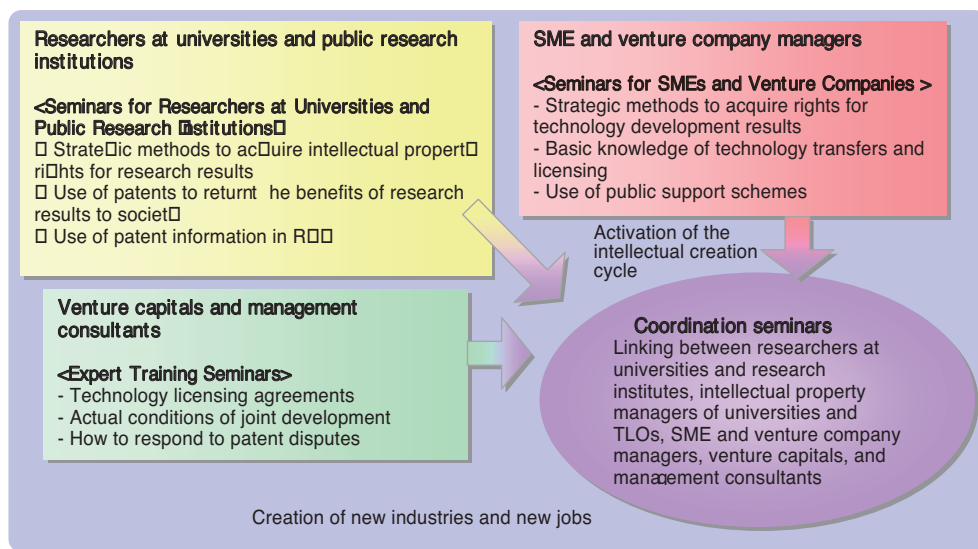 Researchers at universities and public research
institutions
<Seminars for Researchers at Universities and
Public Research □nstitutions□
□ Strate□ic methods to ac□uire intellectual propert□
ri□hts for research results
□ Use of patents to returnt he benefits of research
results to societ□
□ Use of patent information in R□□
SME and venture company managers
<Seminars for SMEs and Venture Companies >
- Strategic methods to acquire rights for
technology development results
- Basic knowledge of technology transfers and
licensing
- Use of public support schemes
Activation of the
intellectual creation
cycle
Venture capitals and management
consultants
<Expert Training Seminars>
- Technology licensing agreements
- Actual conditions of joint development
- How to respond to patent disputes
Coordination seminars
Linking between researchers at
universities and research
institutes, intellectual property
managers of universities and
TLOs, SME and venture company
managers, venture capitals, and
management consultants
Creation of new industries and new jobs